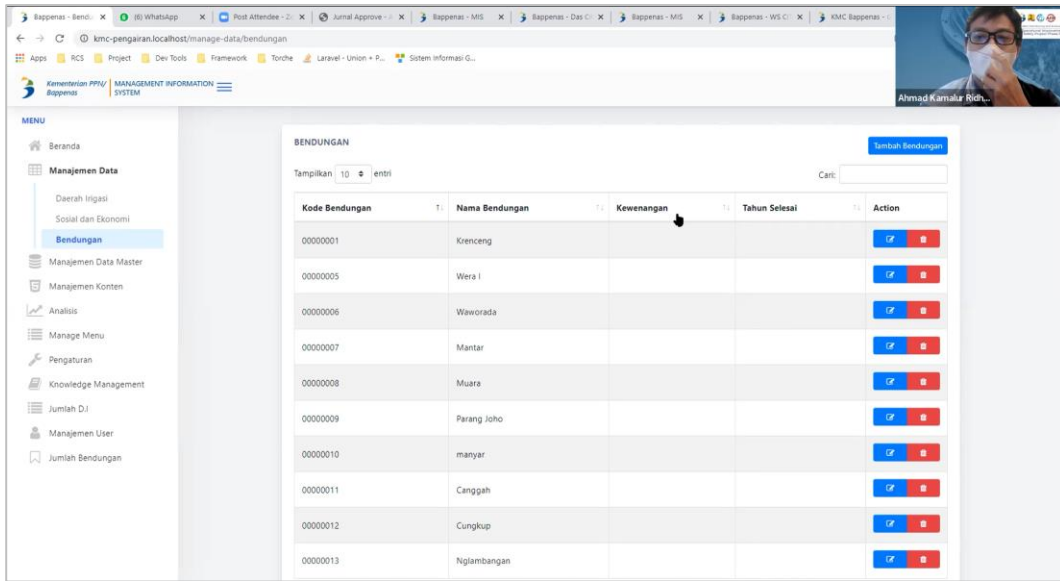 Bappenas - Bend
(6) WhatsApp
Post Attendee - Z
Jurnal Approve -
Bappenas - MIS
Bappenas - Das C
Bappenas - MIS
Bappenas - WS C
KMC Bappenas -
kmc-pengairan.localhost/manage-data/bendungan
Apps RCS Project Dev Tools Framework Torche Laravel - Union + P... Sistem Informasi G...
Kementerian PPN/
Bappenas
MANAGEMENT INFORMATION
SYSTEM
Ahmad Kamalur Ridh...
MENU
Beranda
Manajemen Data
Daerah Irigasi
Sosial dan Ekonomi
Bendungan
Manajemen Data Master
Manajemen Konten
Analisis
Manage Menu
Pengaturan
Knowledge Management
Jumlah D.I
Manajemen User
Jumlah Bendungan
BENDUNGAN
Tambah Bendungan
Tampilkan 10 entri
Cari:
Kode Bendungan Nama Bendungan Kewenangan Tahun Selesai Action
00000001 Krenceng
00000005 Wera I
00000006 Waworada
00000007 Mantar
00000008 Muara
00000009 Parang Joho
00000010 manyar
00000011 Canggah
00000012 Cungkup
00000013 Nglambangan